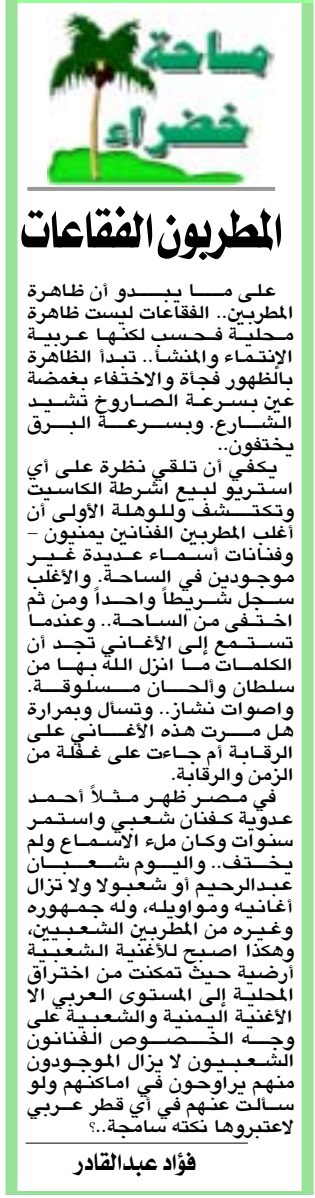 مساحة
خضراء
المطربون الفقاعات
على مـــا يبـــدو أن ظاهرة
المطربين.. الفقاعات ليست ظاهرة
محلية فحسب لكنها عربية
الإنتماء والمنشأ.. تبدأ الظاهرة
بالظهور فجأة والاختفاء بغمضة
عين بسرعة الصاروخ تشيد
الشارع. وبسرعة البرق
يختفون..
يكفي أن تلقي نظرة على أي
استريو لبيع اشرطة الكاسيت
وتكتشف وللوهلة الأولى أن
أغلب المطربين الفنانين يمنيون –
وفنانات أسماء عديدة غير
موجودين في الساحة. والأغلب
سجل شريطاً واحداً ومن ثم
اختفى من الساحة.. وعندما
تستمع إلى الأغاني تجد أن
الكلمات ما انزل الله بها من
سلطان وألحان مسلوقة.
واصوات نشاز.. وتسأل وبمرارة
هل مرت هذه الأغاني على
الرقابة أم جاءت على غفلة من
الزمن والرقابة.
في مصر ظهر مثلاً أحمد
عدوية كفنان شعبي واستمر
سنوات وكان ملء الاسماع ولم
يختف.. واليوم شعبان
عبدالرحيم أو شعبولا ولا تزال
أغانيه ومواويله، وله جمهوره
وغيره من المطربين الشعبيين،
وهكذا اصبح للأغنية الشعبية
أرضية حيث تمكنت من اختراق
المحلية إلى المستوى العربي الا
الأغنية اليمنية والشعبية على
وجه الخصوص الفنانون
الشعبيون لا يزال الموجودون
منهم يراوحون في اماكنهم ولو
سألت عنهم في أي قطر عربي
لاعتبروها نكته سامجة..؟
فؤاد عبدالقادر